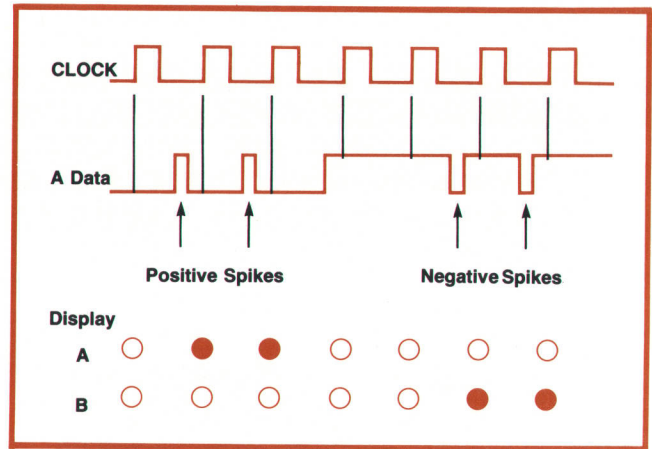 CLOCK
A Data
Positive Spikes
Negative Spikes
Display
A
B